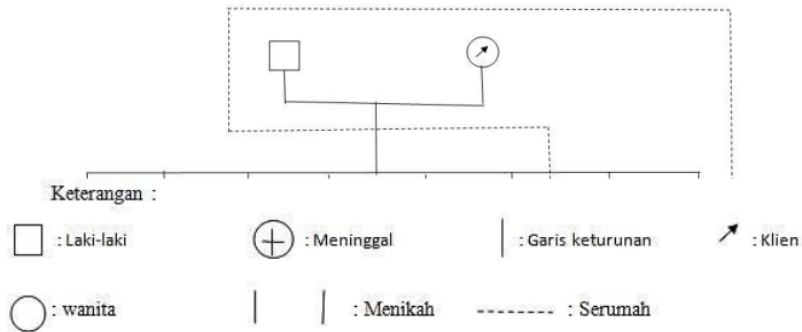 Keterangan :
: Laki-laki : Meninggal : Garis keturunan : Klien
: wanita : Menikah : Serumah